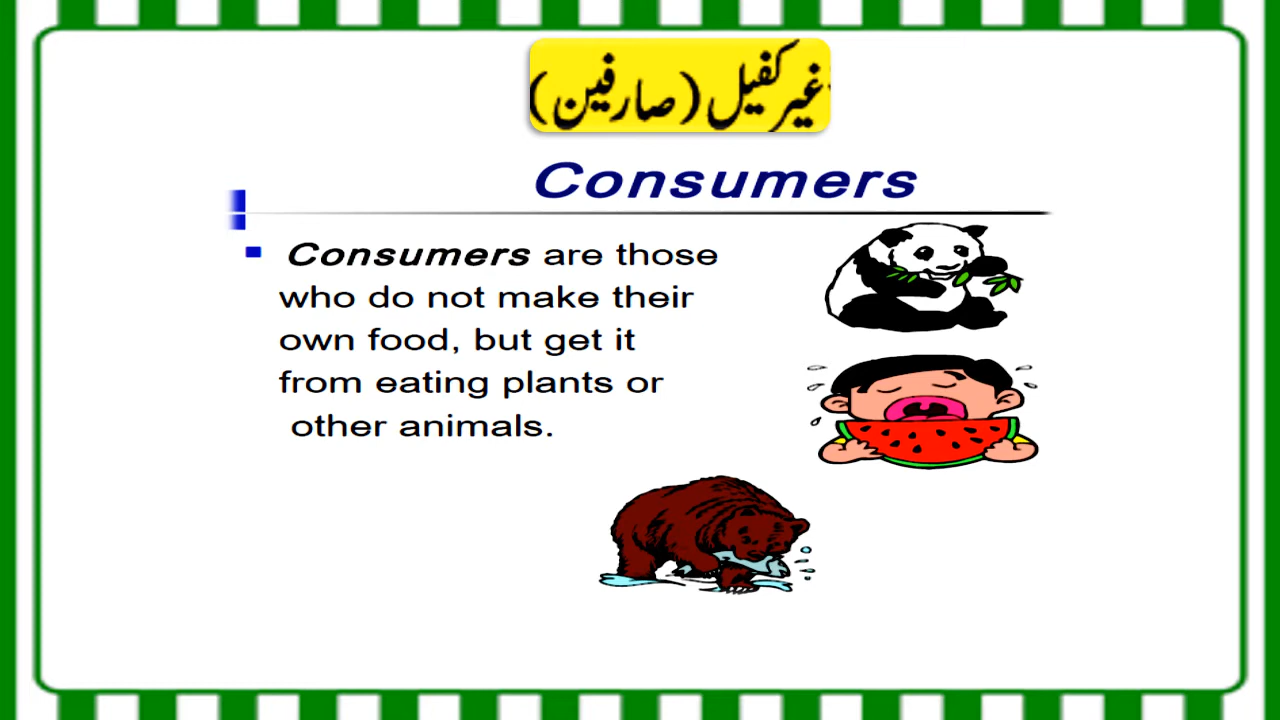 غیر کفیل (صارفین)
Consumers
Consumers are those
who do not make their
own food, but get it
from eating plants or
other animals.